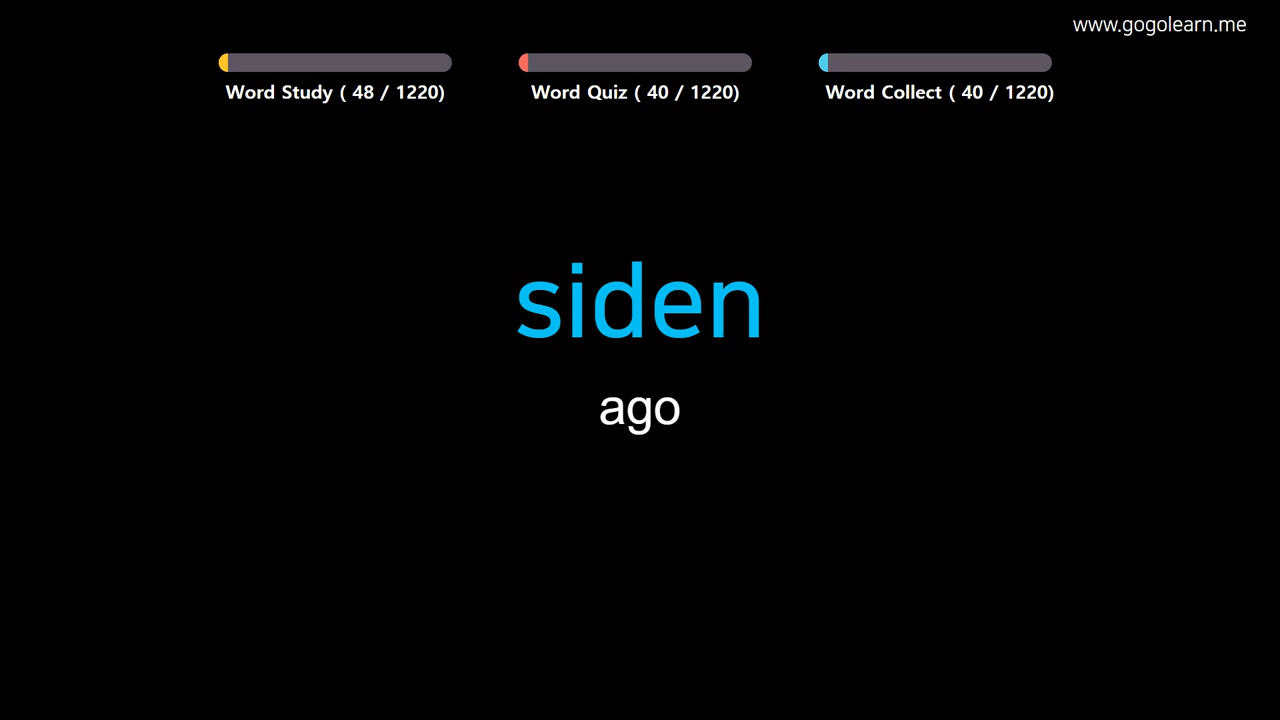 www.gogolearn.me
Word Study ( 48 / 1220)
Word Quiz ( 40 / 1220)
Word Collect ( 40 / 1220)
siden
ago